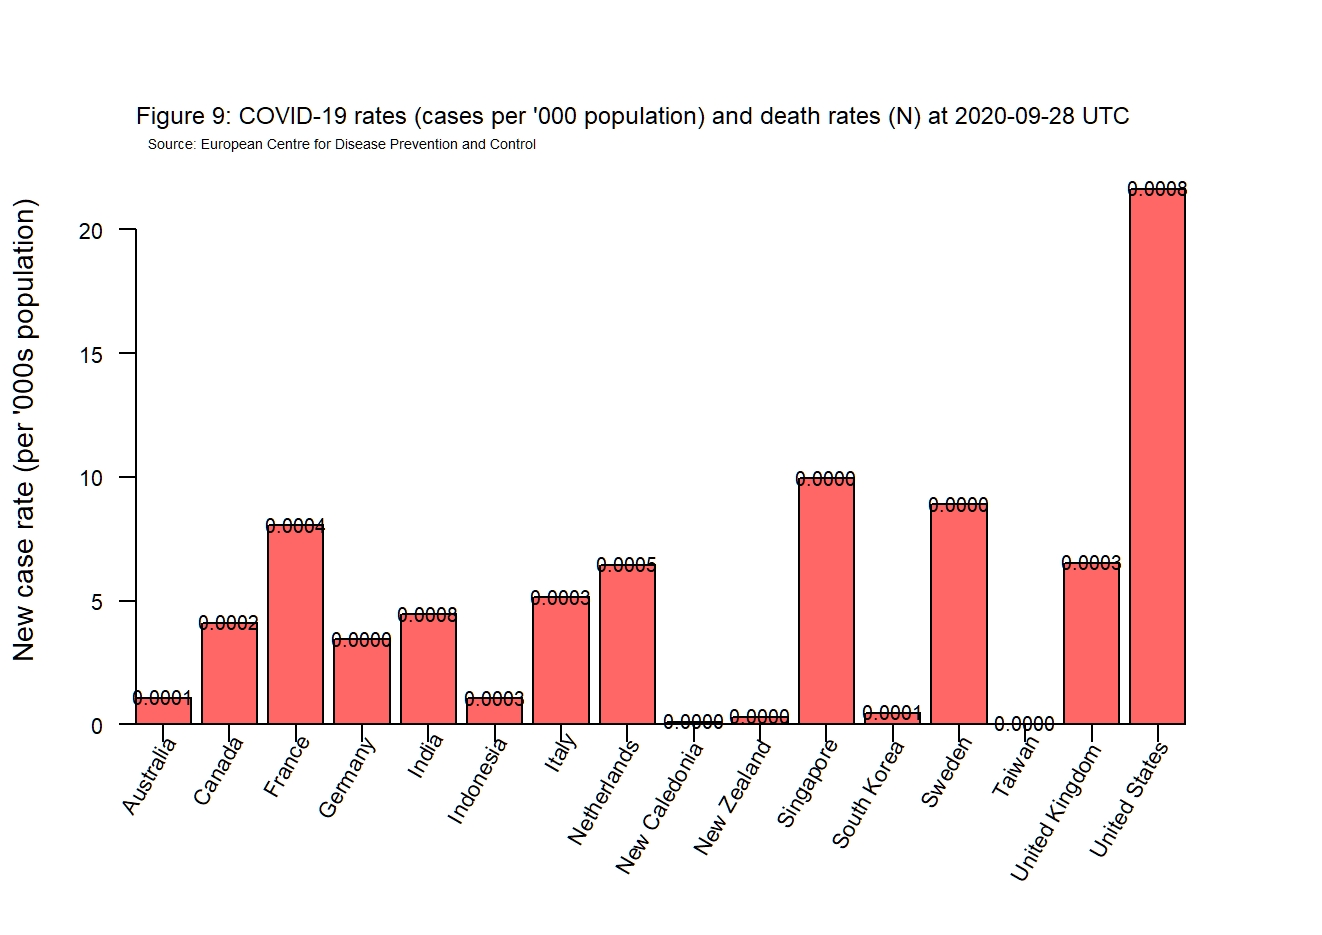 Figure 9: COVID-19 rates (cases per '000 population) and death rates (N) at 2020-09-28 UTC
Source: European Centre for Disease Prevention and Control
New case rate (per '000s population)
20
15
10
5
0
0.0001
0.0002
0.0004
0.0000
0.0008
0.0003
0.0003
0.0005
0.0000
0.0000
0.0000
0.0001
0.0000
0.0000
0.0003
0.0008
Australia
Canada
France
Germany
India
Indonesia
Italy
Netherlands
New Caledonia
New Zealand
Singapore
South Korea
Sweden
Taiwan
United Kingdom
United States